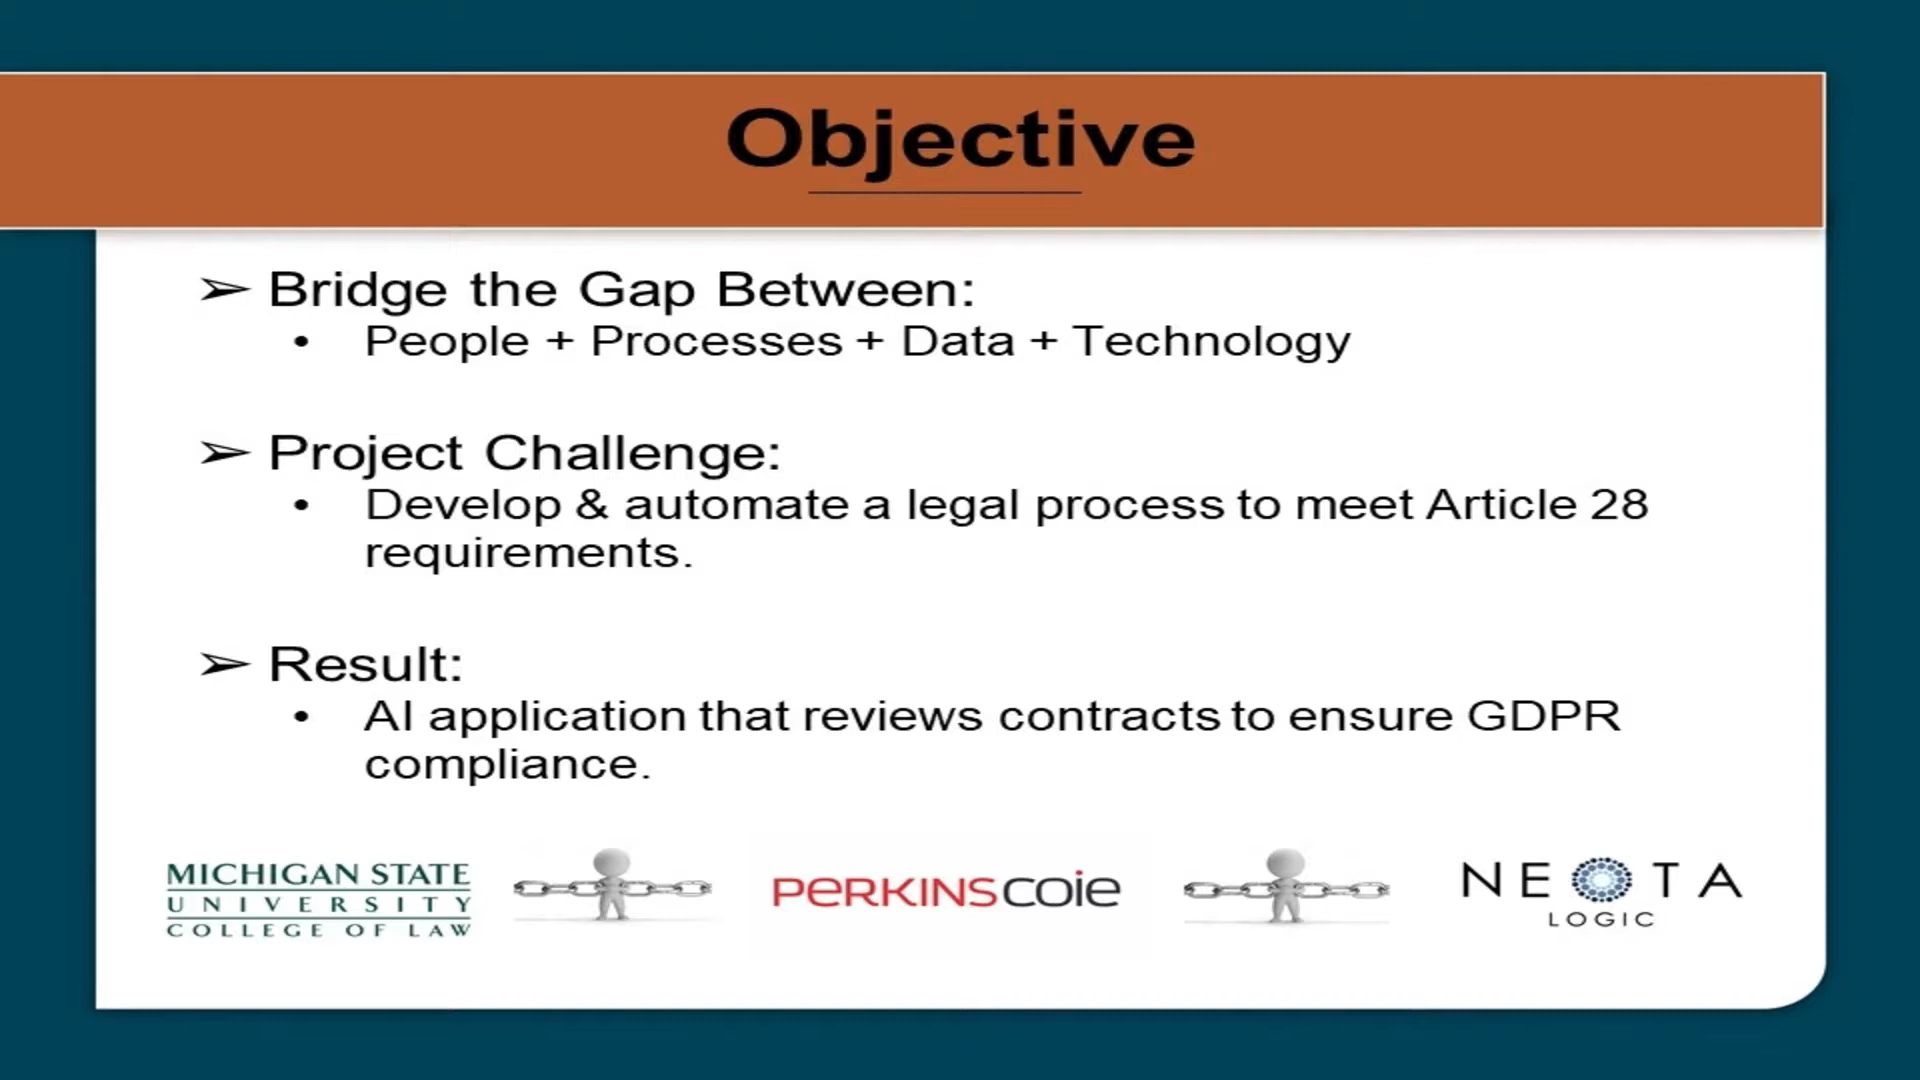 Objective
➢ Bridge the Gap Between:
• People + Processes + Data + Technology
➢ Project Challenge:
• Develop & automate a legal process to meet Article 28
requirements.
➢ Result:
• AI application that reviews contracts to ensure GDPR
compliance.
MICHIGAN STATE
UNIVERSITY
COLLEGE OF LAW
PERKINSCOIE
NEOTA
LOGIC